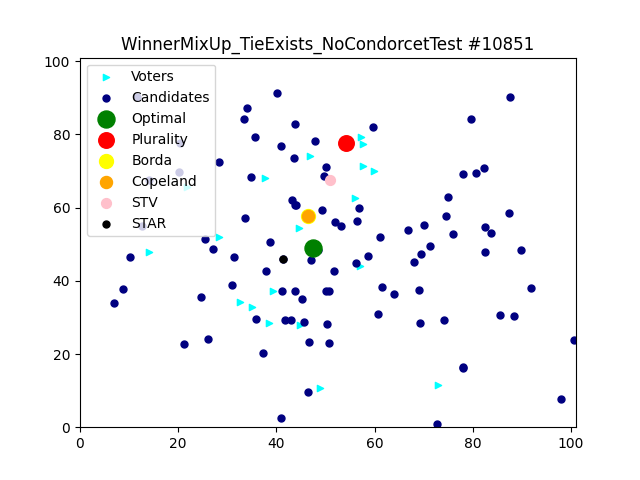 WinnerMixUp_TieExists_NoCondorcetTest #10851
100
80
60
40
20
0
0 20 40 60 80 100
Voters
Candidates
Optimal
Plurality
Borda
Copeland
STV
STAR